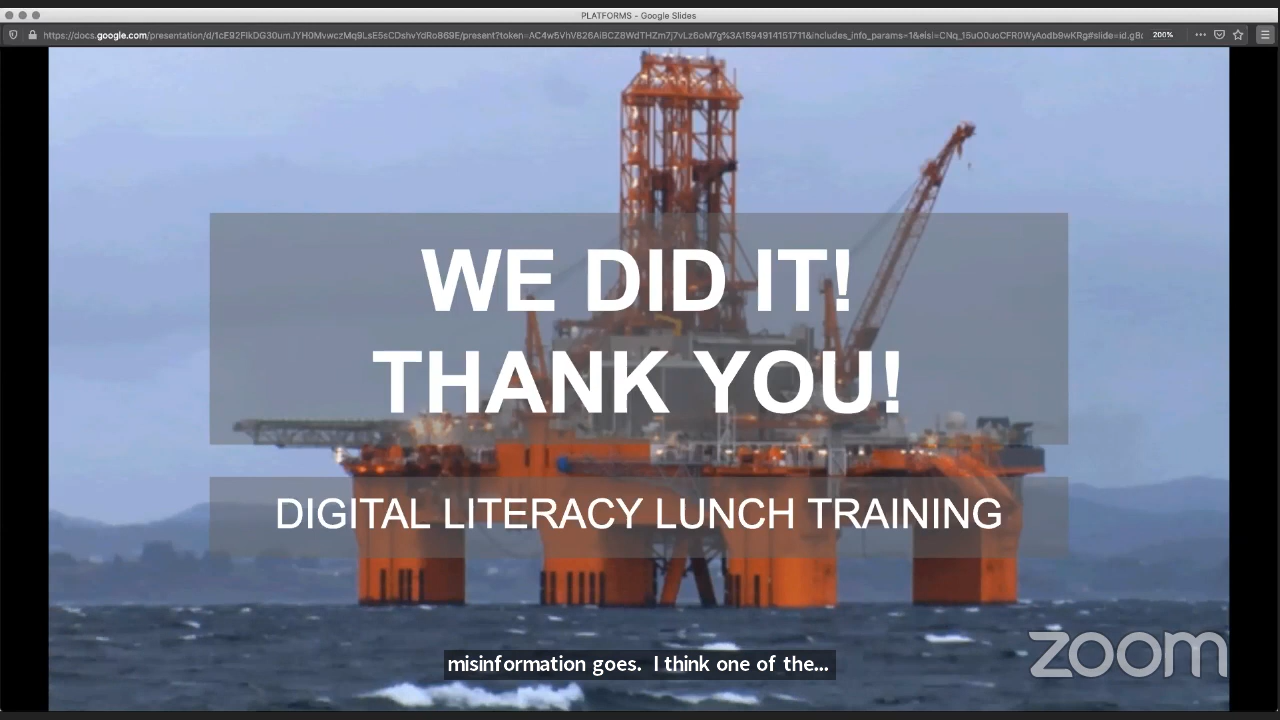 PLATFORMS - Google Slides
200%
WE DID IT!
THANK YOU!
DIGITAL LITERACY LUNCH TRAINING
misinformation goes. I think one of the...
zoom